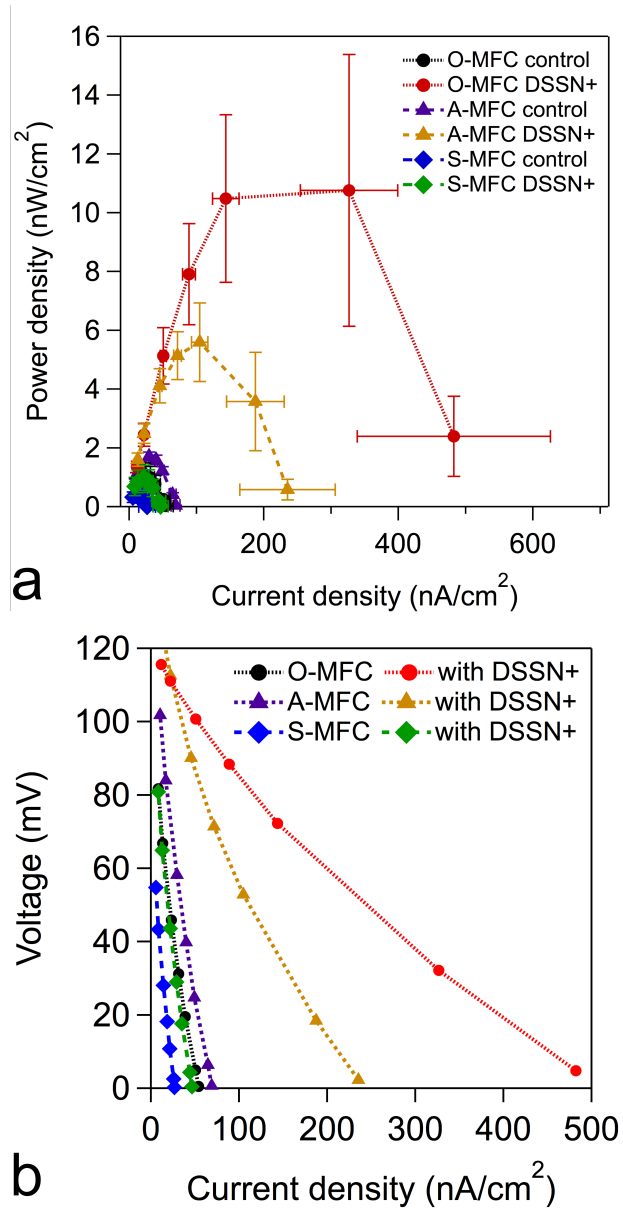 16
14
12
10
8
6
4
2
0
Power density (nW/cm2)
O-MFC control
O-MFC DSSN+
A-MFC control
A-MFC DSSN+
S-MFC control
S-MFC DSSN+
0 200 400 600
Current density (nA/cm2)
a
120
100
80
60
40
20
0
Voltage (mV)
O-MFC with DSSN+
A-MFC with DSSN+
S-MFC with DSSN+
0 100 200 300 400 500
Current density (nA/cm2)
b